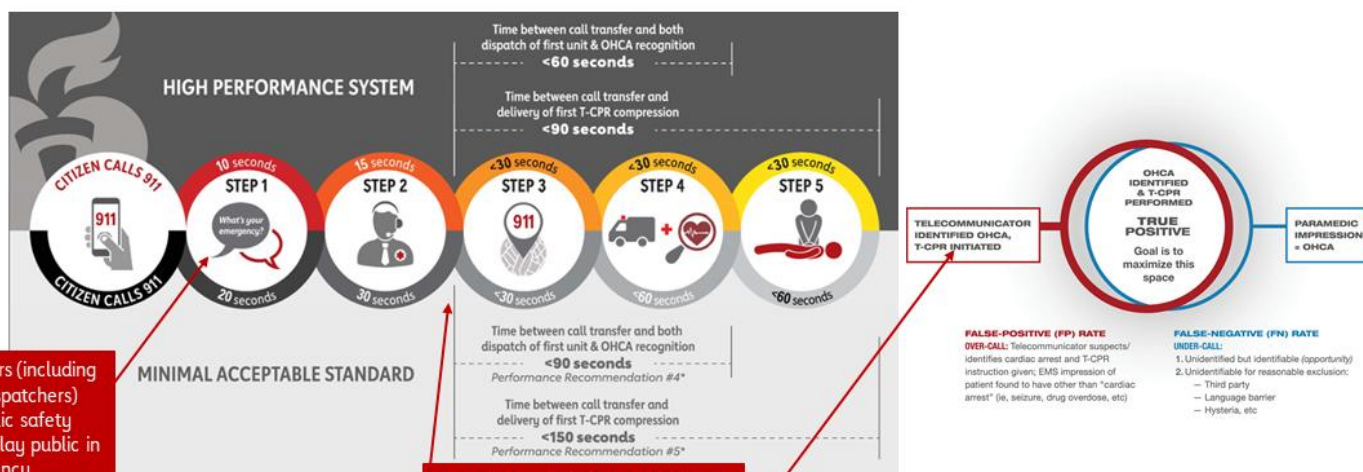 Time between call transfer and both
dispatch of first unit & OHCA recognition
<60 seconds
HIGH PERFORMANCE SYSTEM
Time between call transfer and
delivery of first T-CPR compression
<90 seconds
CITIZEN CALLS 911
911
CITIZEN CALLS 911
10 seconds
STEP 1
What's your
emergency?
20 seconds
15 seconds
STEP 2
30 seconds
<30 seconds
STEP 3
911
<30 seconds
<30 seconds
STEP 4
<60 seconds
<30 seconds
STEP 5
<60 seconds
Time between call transfer and both
dispatch of first unit & OHCA recognition
<90 seconds
Performance Recommendation #4*
MINIMAL ACCEPTABLE STANDARD
Time between call transfer and
delivery of first T-CPR compression
<150 seconds
Performance Recommendation #5*
rs (including
spatchers)
lic safety
lay public in
ncy
TELECOMMUNICATOR
IDENTIFIED OHCA,
T-CPR INITIATED
OHCA
IDENTIFIED
& T-CPR
PERFORMED
TRUE
POSITIVE
Goal is to
maximize this
space
PARAMEDIC
IMPRESSION
= OHCA
FALSE-POSITIVE (FP) RATE
OVER-CALL: Telecommunicator suspects/
identifies cardiac arrest and T-CPR
instruction given; EMS impression of
patient found to have other than "cardiac
arrest" (ie, seizure, drug overdose, etc)
FALSE-NEGATIVE (FN) RATE
UNDER-CALL:
1. Unidentified but identifiable (opportunity)
2. Unidentifiable for reasonable exclusion:
— Third party
— Language barrier
— Hysteria, etc